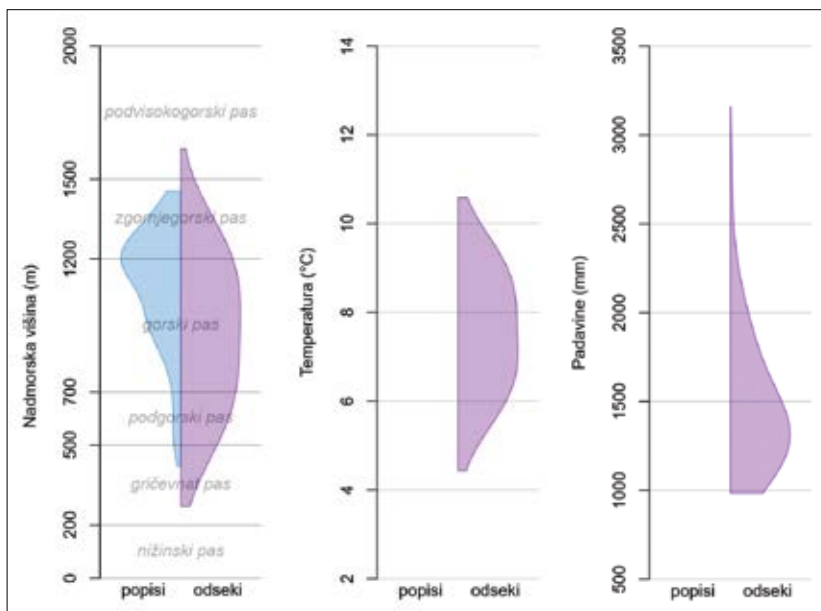 Nadmorska višina (m)
2000
1500
1200
700
500
200
0
podvisokogorski pas
zgornjegorski pas
gorski pas
podgorski pas
gričevnat pas
nižinski pas
popisi odseki
Temperatura (°C)
14
12
10
8
6
4
2
popisi odseki
Padavine (mm)
3500
3000
2500
2000
1500
1000
500
popisi odseki